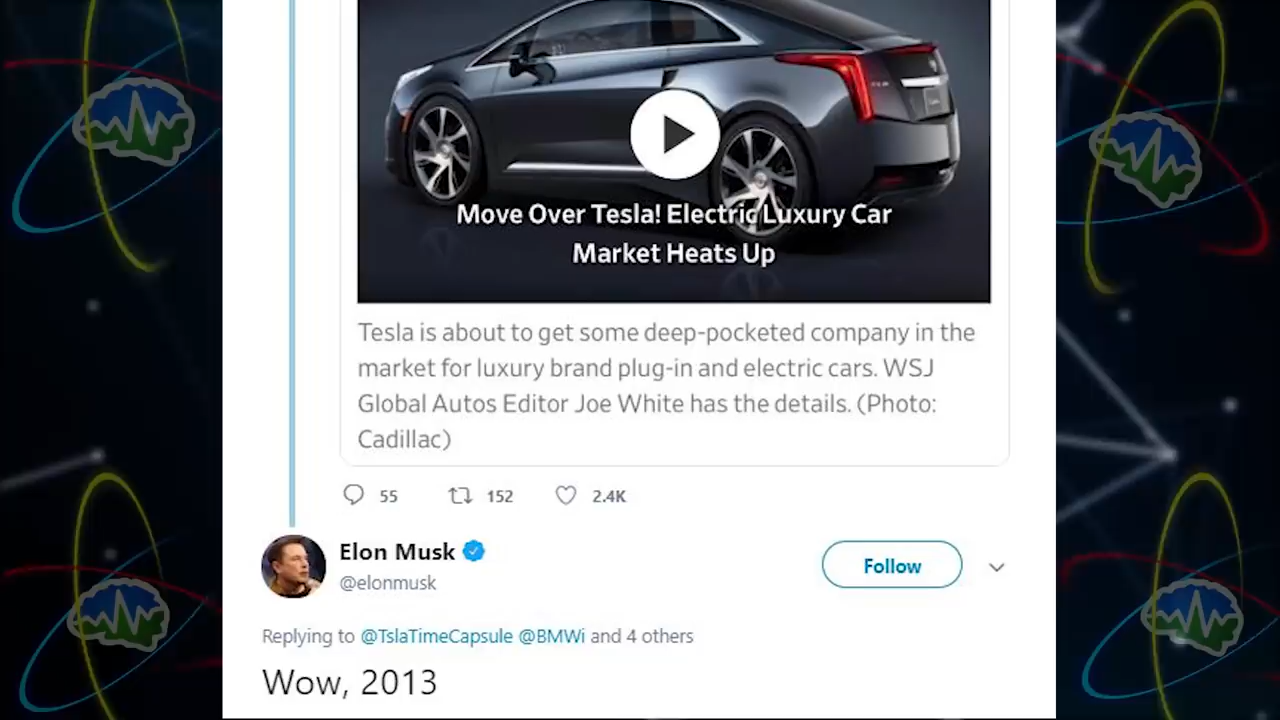 Move Over Tesla! Electric Luxury Car
Market Heats Up
Tesla is about to get some deep-pocketed company in the
market for luxury brand plug-in and electric cars. WSJ
Global Autos Editor Joe White has the details. (Photo:
Cadillac)
55 152 2.4K
Elon Musk
Follow
@elonmusk
Replying to @TslaTimeCapsule @BMWi and 4 others
Wow, 2013